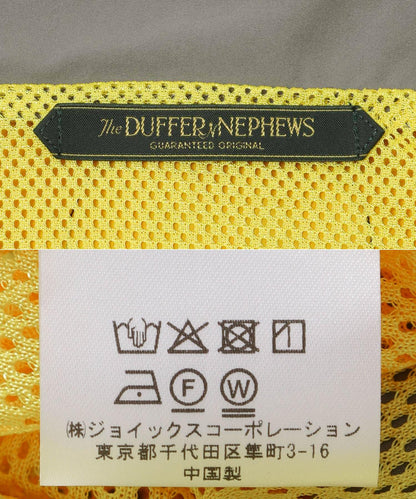 The DUFFER N NEPHEWS
GUARANTEED ORIGINAL
F W
㈱ジョイックスコーポレーション
東京都千代田区隼町3-16
中国製